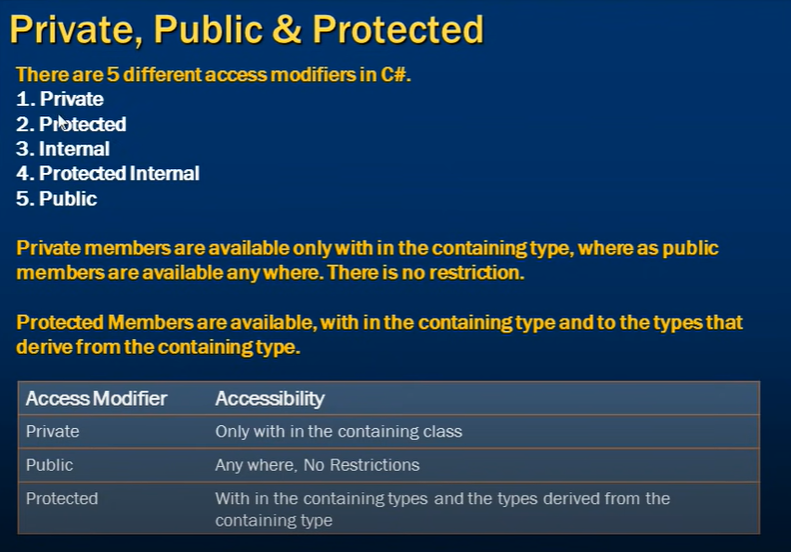 Private, Public & Protected
There are 5 different access modifiers in C#.
1. Private
2. Protected
3. Internal
4. Protected Internal
5. Public
Private members are available only with in the containing type, where as public
members are available any where. There is no restriction.
Protected Members are available, with in the containing type and to the types that
derive from the containing type.
Access Modifier Accessibility
Private Only with in the containing class
Public Any where, No Restrictions
Protected With in the containing types and the types derived from the
containing type